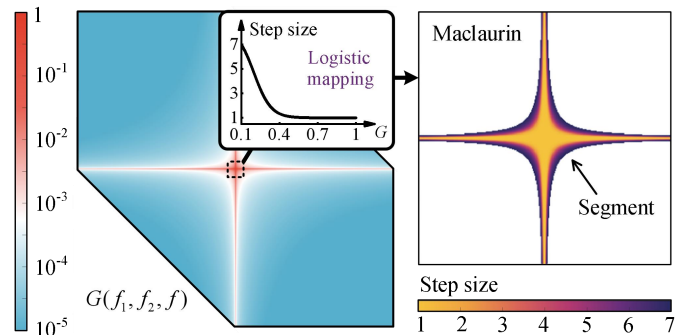 1
10-1
10-2
10-3
10-4
10-5
G(f1, f2, f)
Step size
7
5
3
1
0.1 0.4 0.7 1 G
Logistic
mapping
Maclaurin
Segment
Step size
1 2 3 4 5 6 7